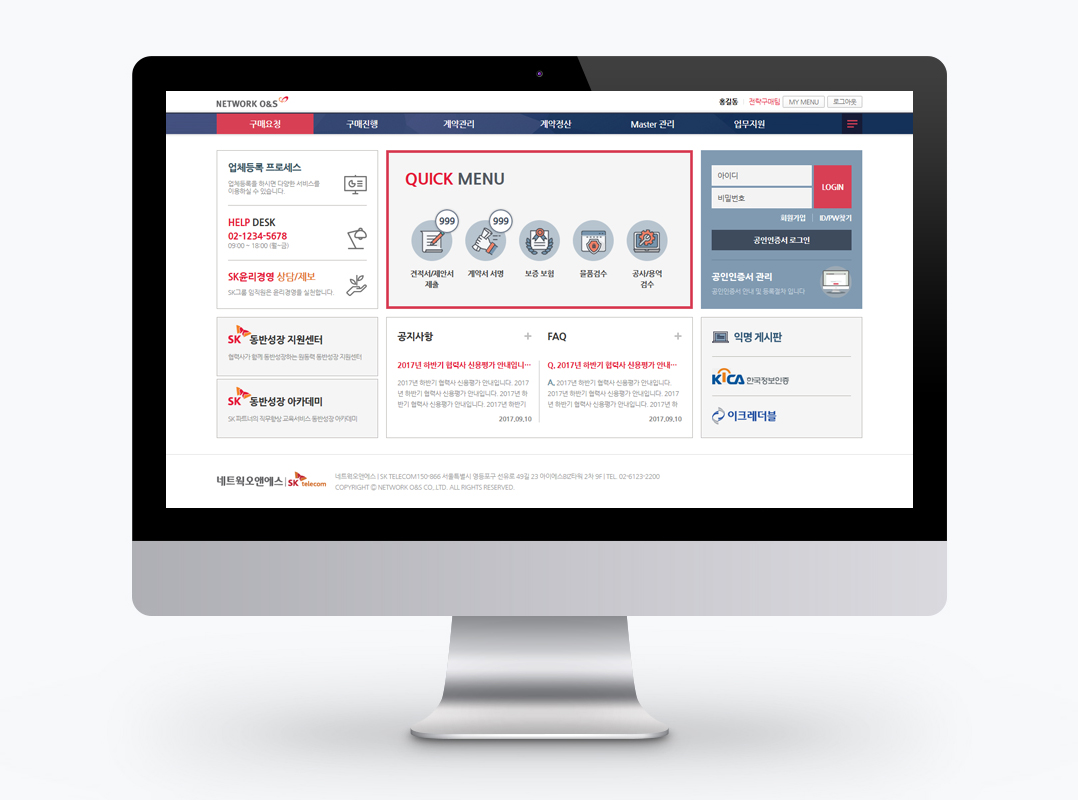 NETWORK O&S
홍길동 전략구매팀 MY MENU 로그아웃
구매요청 구매진행 계약관리 계약정산 Master 관리 업무지원
업체등록 프로세스
업체등록을 하시면 다양한 서비스를
이용하실 수 있습니다.
HELP DESK
02-1234-5678
09:00 ~ 18:00 (월~금)
SK윤리경영 상담/제보
SK그룹 임직원은 윤리경영을 실천합니다.
QUICK MENU
999 999
견적서/제안서
제출
계약서 서명
보증 보험
물품검수
공사/용역
검수
아이디
비밀번호
LOGIN
회원가입 ID/PW찾기
공인인증서 로그인
공인인증서 관리
공인인증서 안내 및 등록절차 입니다
SK 동반성장 지원센터
협력사가 함께 동반성장하는 원동력 동반성장 지원센터
SK 동반성장 아카데미
SK 파트너의 직무향상 교육서비스 동반성장 아카데미
공지사항 +
2017년 하반기 협력사 신용평가 안내입니···
2017년 하반기 협력사 신용평가 안내입니다. 2017
년 하반기 협력사 신용평가 안내입니다. 2017년 하
반기 협력사 신용평가 안내입니다. 2017년 하반기
2017.09.10
FAQ +
Q. 2017년 하반기 협력사 신용평가 안내···
A. 2017년 하반기 협력사 신용평가 안내입니다.
2017년 하반기 협력사 신용평가 안내입니다. 2017
년 하반기 협력사 신용평가 안내입니다. 2017년 하
2017.09.10
익명 게시판
KICA 한국정보인증
이크레더블
네트웍오앤에스 | SK telecom
네트웍오앤에스 | SK TELECOM150-866 서울특별시 영등포구 선유로 49길 23 아이에스BIZ타워 2차 9F | TEL. 02-6123-2200
COPYRIGHT © NETWORK O&S CO., LTD. ALL RIGHTS RESERVED.